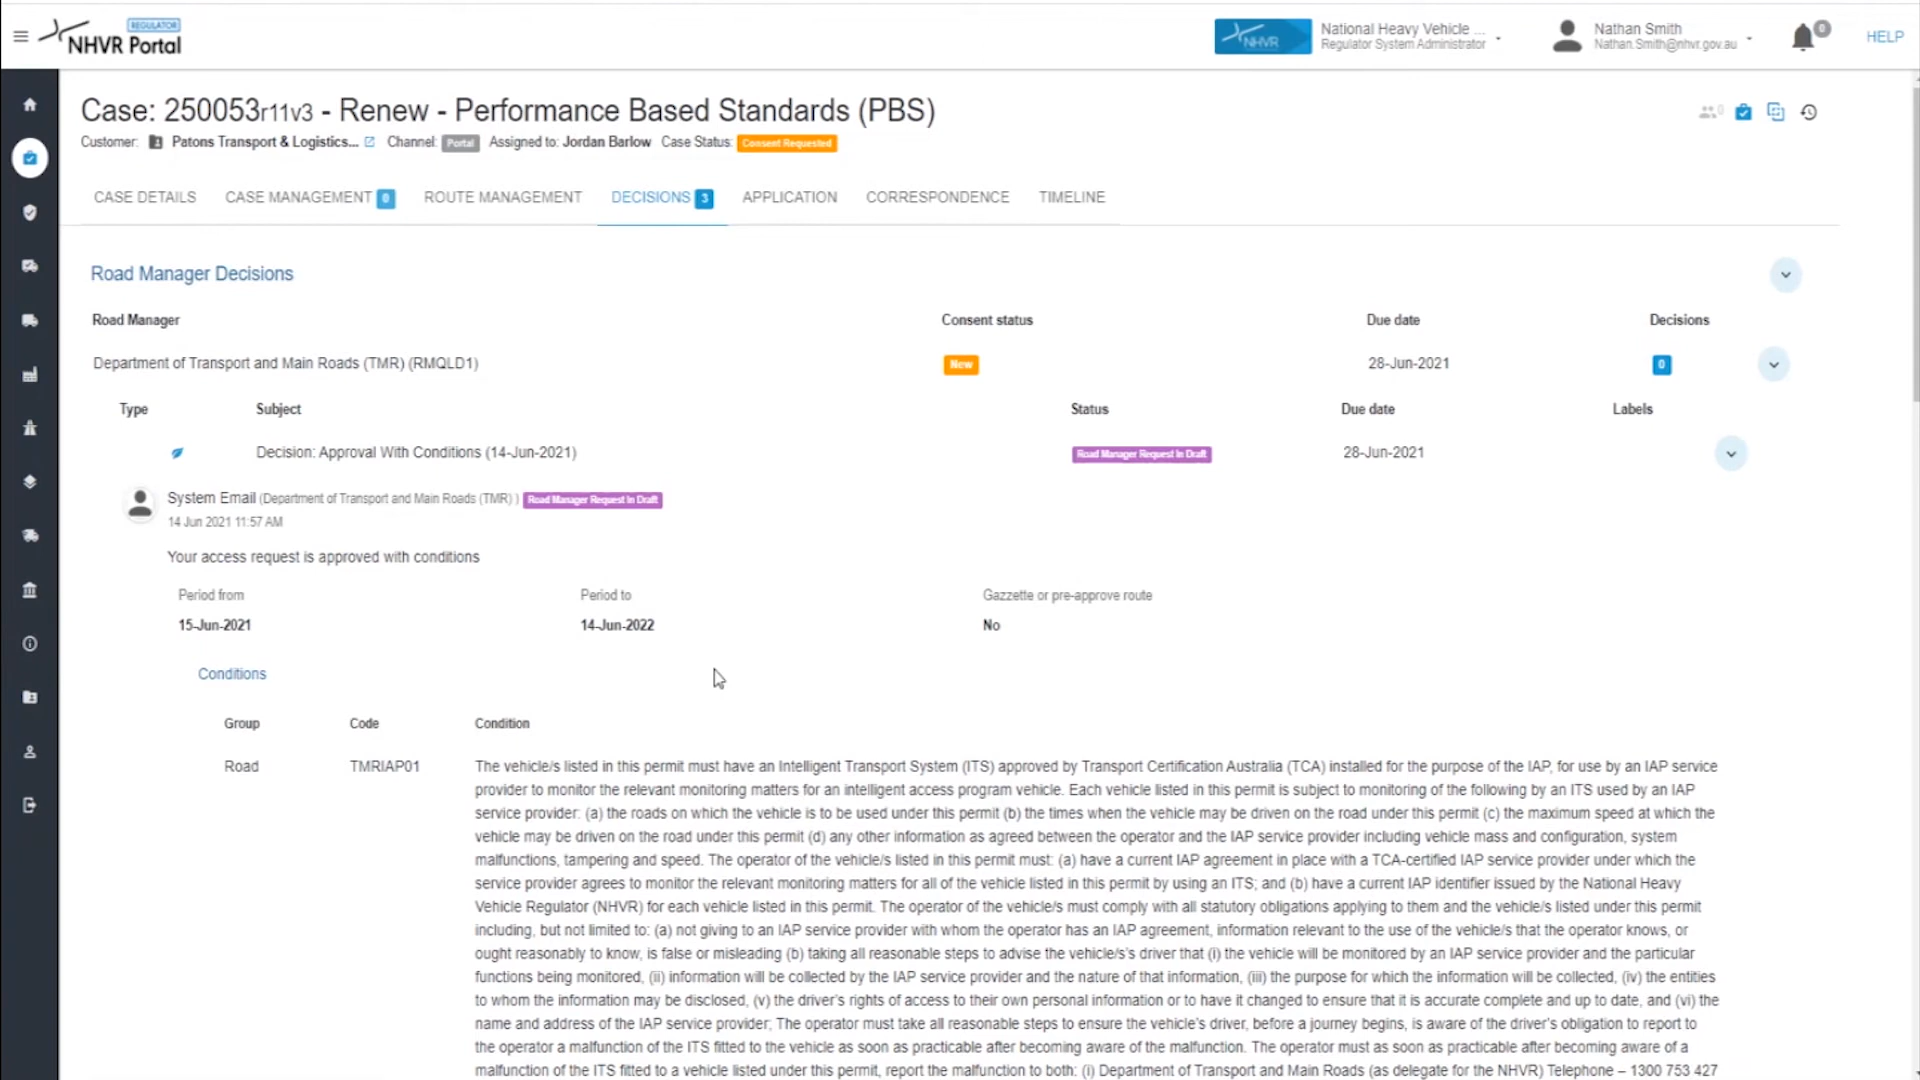 REGULATOR
NHVR Portal
NHVR
National Heavy Vehicle ...
Regulator System Administrator
Nathan Smith
Nathan.Smith@nhvr.gov.au
0
HELP
Case: 250053r11v3 - Renew - Performance Based Standards (PBS)
0
Customer: Patons Transport & Logistics... Channel: Portal Assigned to: Jordan Barlow Case Status: Consent Requested
CASE DETAILS CASE MANAGEMENT 0 ROUTE MANAGEMENT DECISIONS 3 APPLICATION CORRESPONDENCE TIMELINE
Road Manager Decisions
Road Manager Consent status Due date Decisions
Department of Transport and Main Roads (TMR) (RMQLD1) New 28-Jun-2021 0
Type Subject Status Due date Labels
Decision: Approval With Conditions (14-Jun-2021) Road Manager Request In Draft 28-Jun-2021
System Email (Department of Transport and Main Roads (TMR) ) Road Manager Request In Draft
14 Jun 2021 11:57 AM
Your access request is approved with conditions
Period from Period to Gazzette or pre-approve route
15-Jun-2021 14-Jun-2022 No
Conditions
Group Code Condition
Road TMRIAP01 The vehicle/s listed in this permit must have an Intelligent Transport System (ITS) approved by Transport Certification Australia (TCA) installed for the purpose of the IAP, for use by an IAP service
provider to monitor the relevant monitoring matters for an intelligent access program vehicle. Each vehicle listed in this permit is subject to monitoring of the following by an ITS used by an IAP
service provider: (a) the roads on which the vehicle is to be used under this permit (b) the times when the vehicle may be driven on the road under this permit (c) the maximum speed at which the
vehicle may be driven on the road under this permit (d) any other information as agreed between the operator and the IAP service provider including vehicle mass and configuration, system
malfunctions, tampering and speed. The operator of the vehicle/s listed in this permit must: (a) have a current IAP agreement in place with a TCA-certified IAP service provider under which the
service provider agrees to monitor the relevant monitoring matters for all of the vehicle listed in this permit by using an ITS; and (b) have a current IAP identifier issued by the National Heavy
Vehicle Regulator (NHVR) for each vehicle listed in this permit. The operator of the vehicle/s must comply with all statutory obligations applying to them and the vehicle/s listed under this permit
including, but not limited to: (a) not giving to an IAP service provider with whom the operator has an IAP agreement, information relevant to the use of the vehicle/s that the operator knows, or
ought reasonably to know, is false or misleading (b) taking all reasonable steps to advise the vehicle/s's driver that (i) the vehicle will be monitored by an IAP service provider and the particular
functions being monitored, (ii) information will be collected by the IAP service provider and the nature of that information, (iii) the purpose for which the information will be collected, (iv) the entities
to whom the information may be disclosed, (v) the driver's rights of access to their own personal information or to have it changed to ensure that it is accurate complete and up to date, and (vi) the
name and address of the IAP service provider; The operator must take all reasonable steps to ensure the vehicle's driver, before a journey begins, is aware of the driver's obligation to report to
the operator a malfunction of the ITS fitted to the vehicle as soon as practicable after becoming aware of the malfunction. The operator must as soon as practicable after becoming aware of a
malfunction of the ITS fitted to a vehicle listed under this permit, report the malfunction to both: (i) Department of Transport and Main Roads (as delegate for the NHVR) Telephone – 1300 753 427